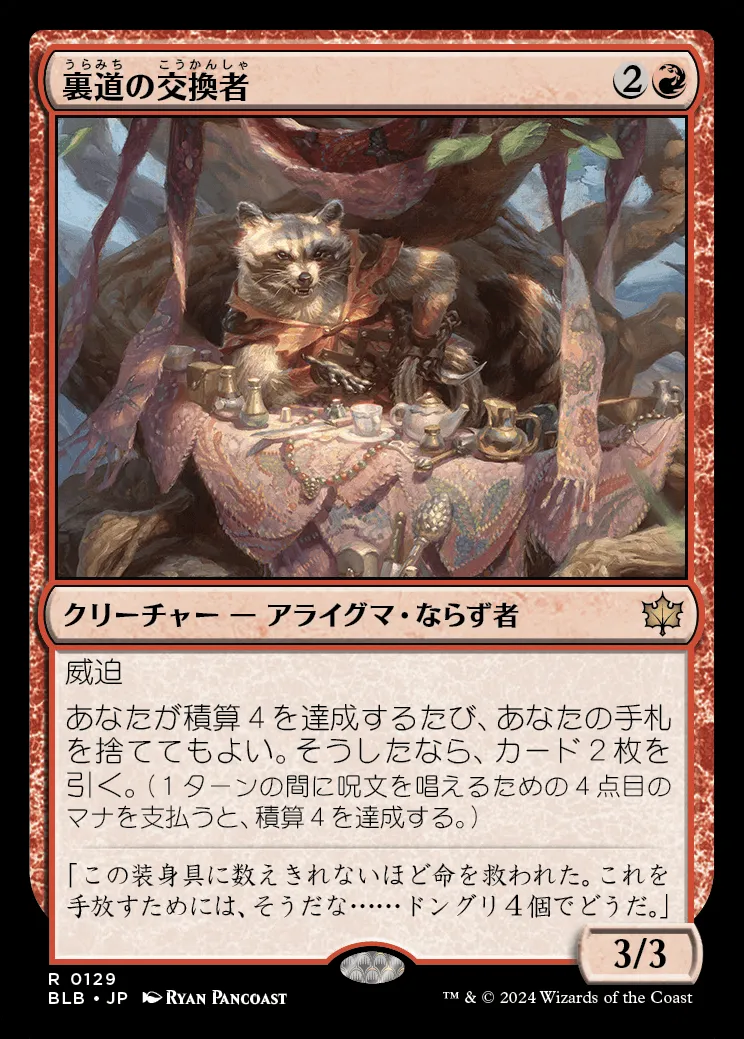 うらみち こうかんしゃ
裏道の交換者 2
クリーチャー — アライグマ・ならず者
威迫
あなたが積算4を達成するたび、あなたの手札
を捨ててもよい。そうしたなら、カード2枚を
引く。（1ターンの間に呪文を唱えるための4点目の
マナを支払うと、積算4を達成する。）
「この装身具に数えきれないほど命を救われた。これを
手放すためには、そうだな……ドングリ4個でどうだ。」
3/3
R 0129
BLB • JP Ryan Pancoast
™ & © 2024 Wizards of the Coast